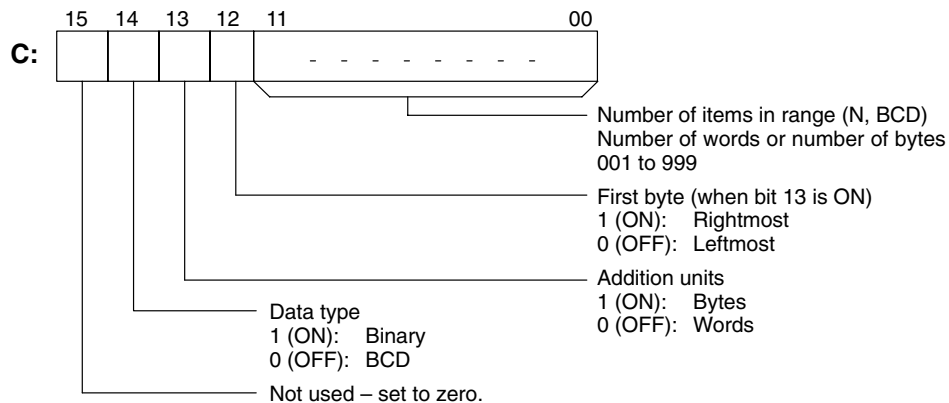 15 14 13 12 11 00
C:
- - - - - - - -
Number of items in range (N, BCD)
Number of words or number of bytes
001 to 999
First byte (when bit 13 is ON)
1 (ON): Rightmost
0 (OFF): Leftmost
Addition units
1 (ON): Bytes
0 (OFF): Words
Data type
1 (ON): Binary
0 (OFF): BCD
Not used – set to zero.